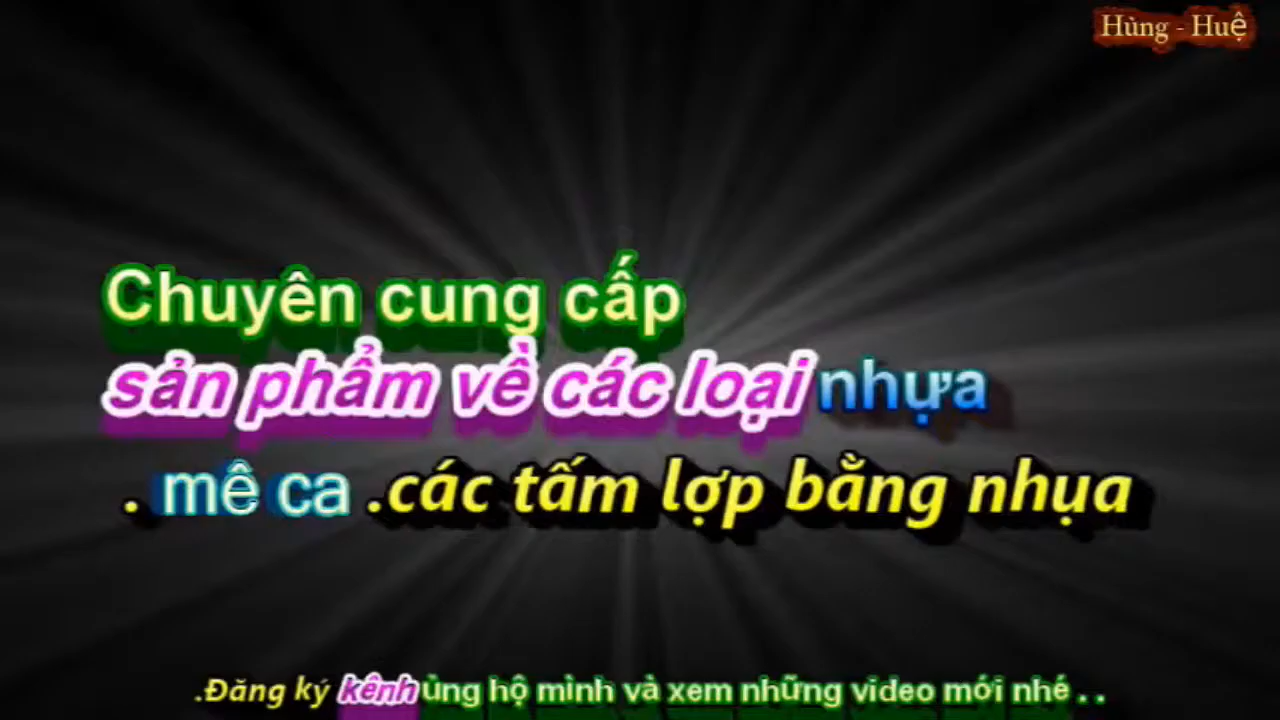 Hùng - Huệ
Chuyên cung cấp
sản phẩm về các loại nhựa
. mê ca .các tấm lợp bằng nhụa
.Đăng ký kênh ủng hộ mình và xem những video mới nhé . .